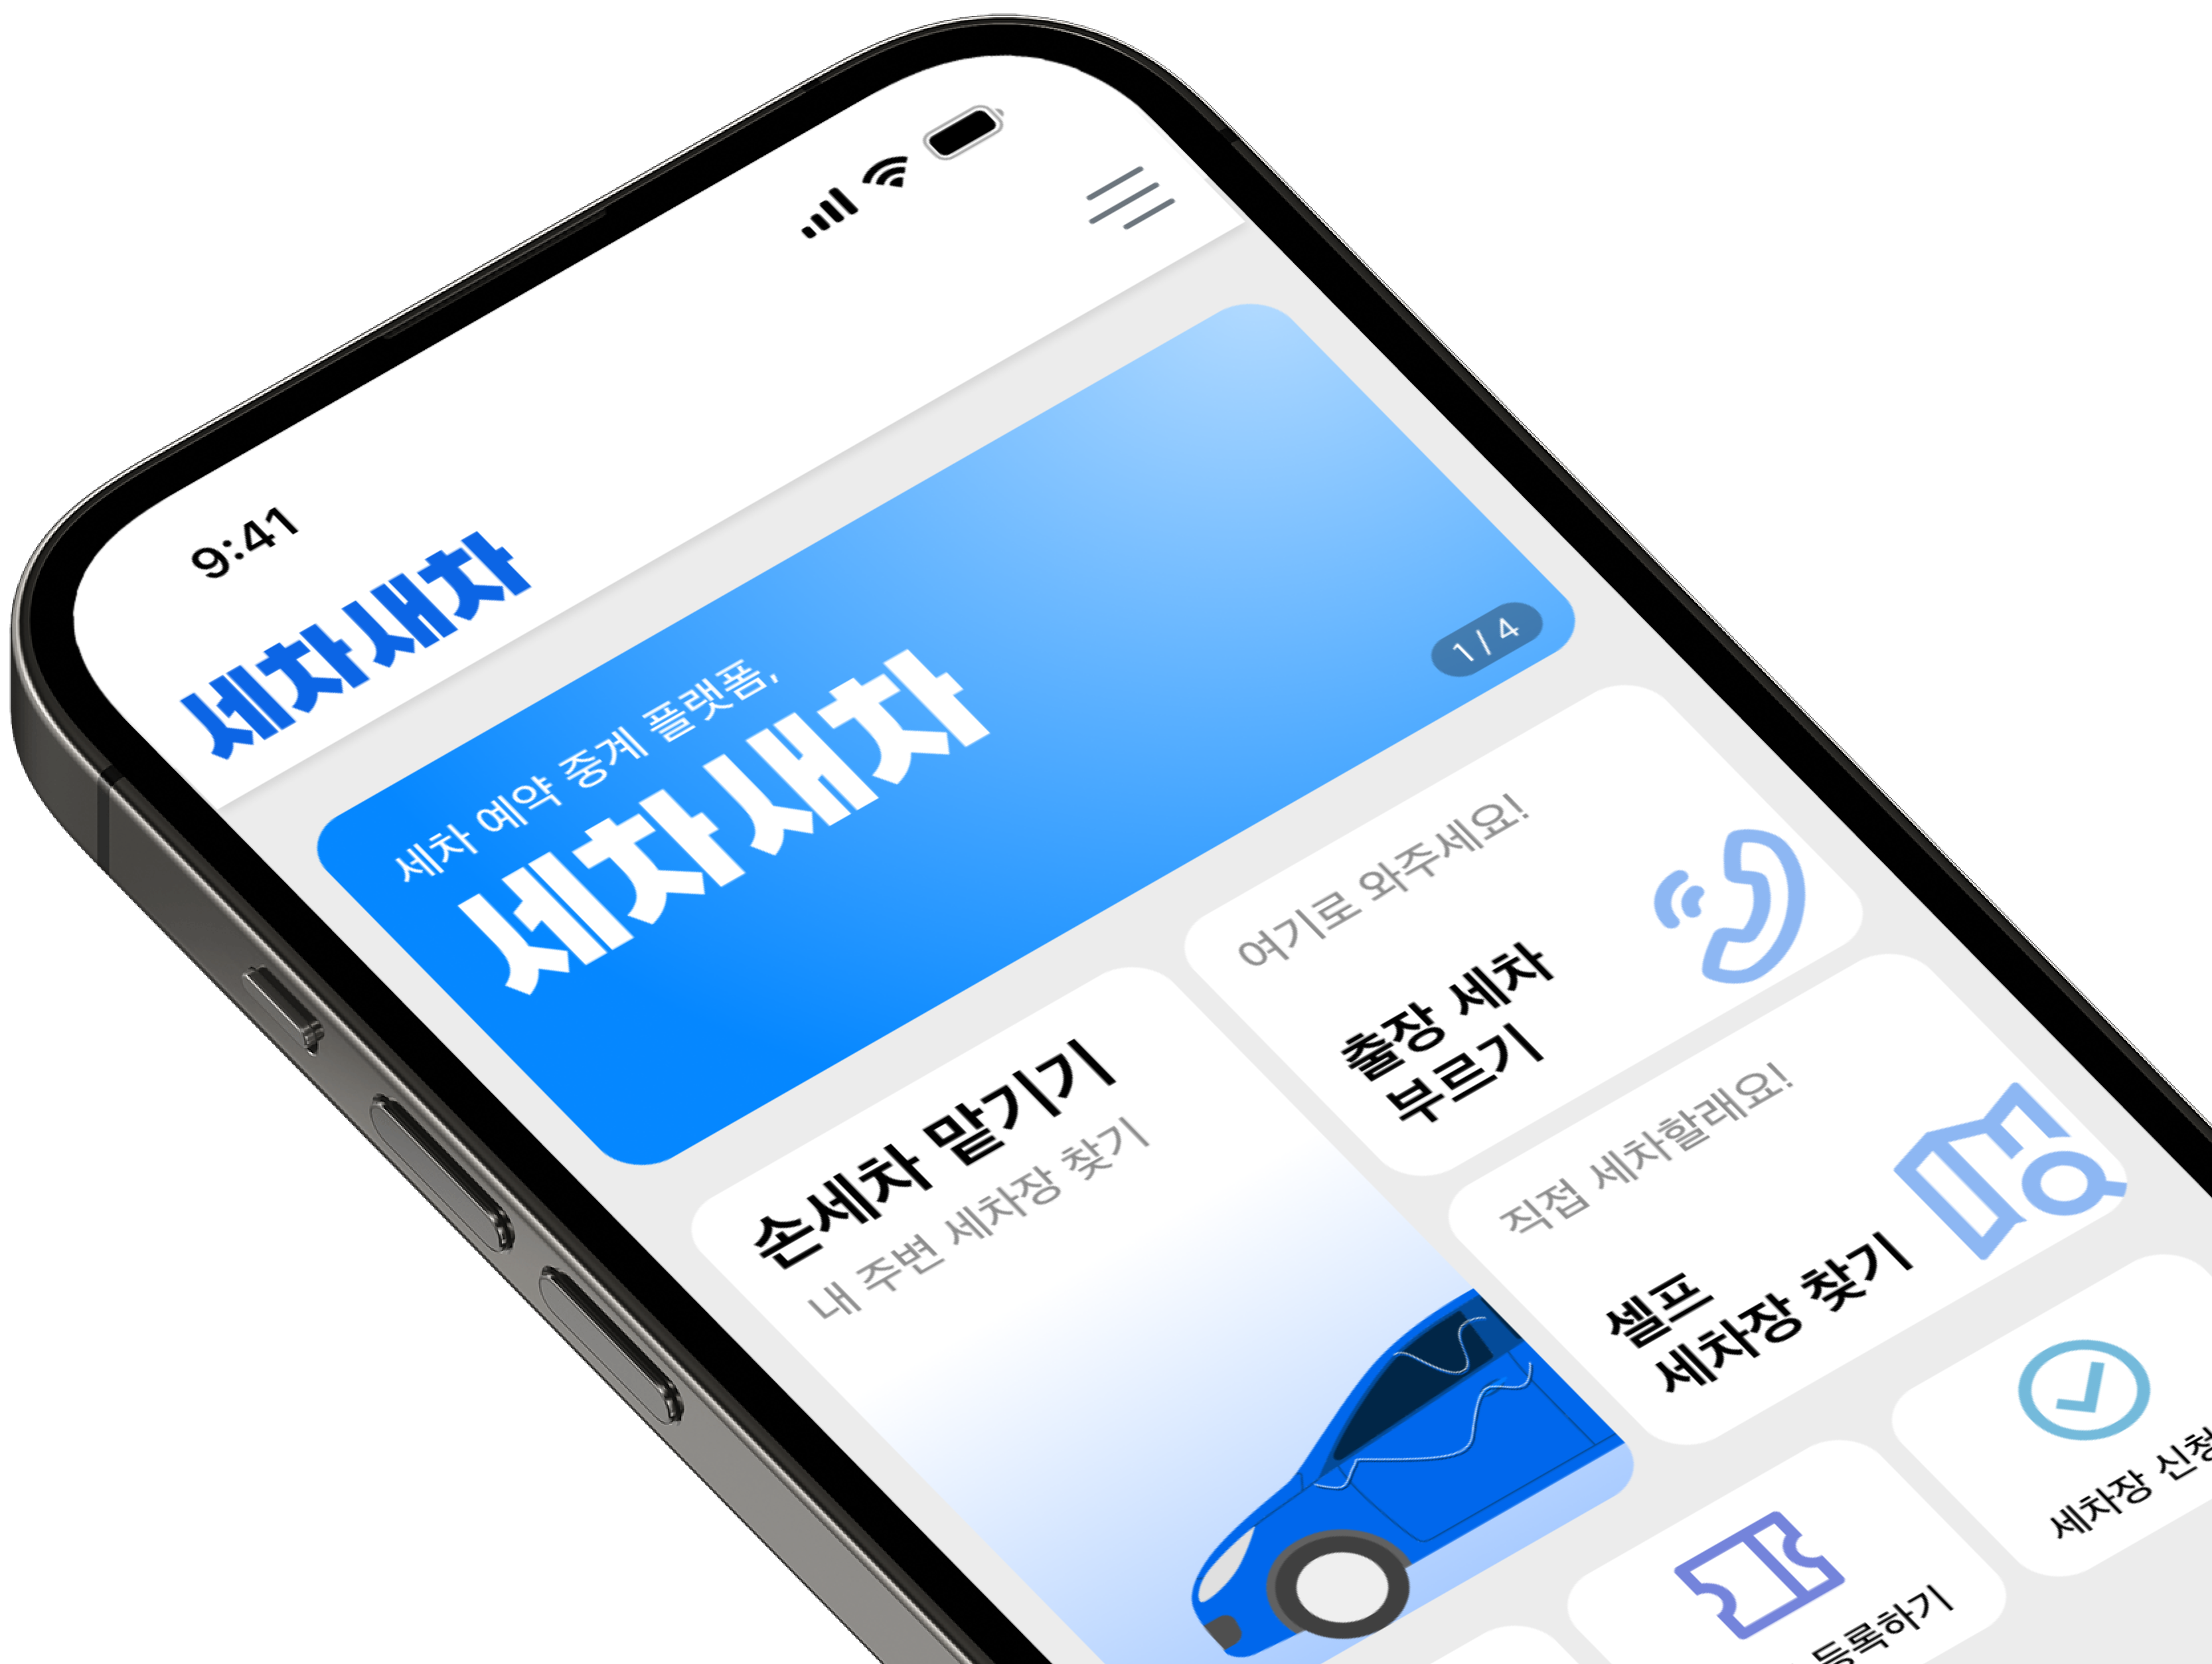 9:41
세차새차
세차 예약 중계 플랫폼,
세차새차
1 / 4
손세차 맡기기
내 주변 세차장 찾기
여기로 와주세요!
출장 세차
부르기
직접 세차할래요!
셀프
세차장 찾기
세차장 신청
등록하기